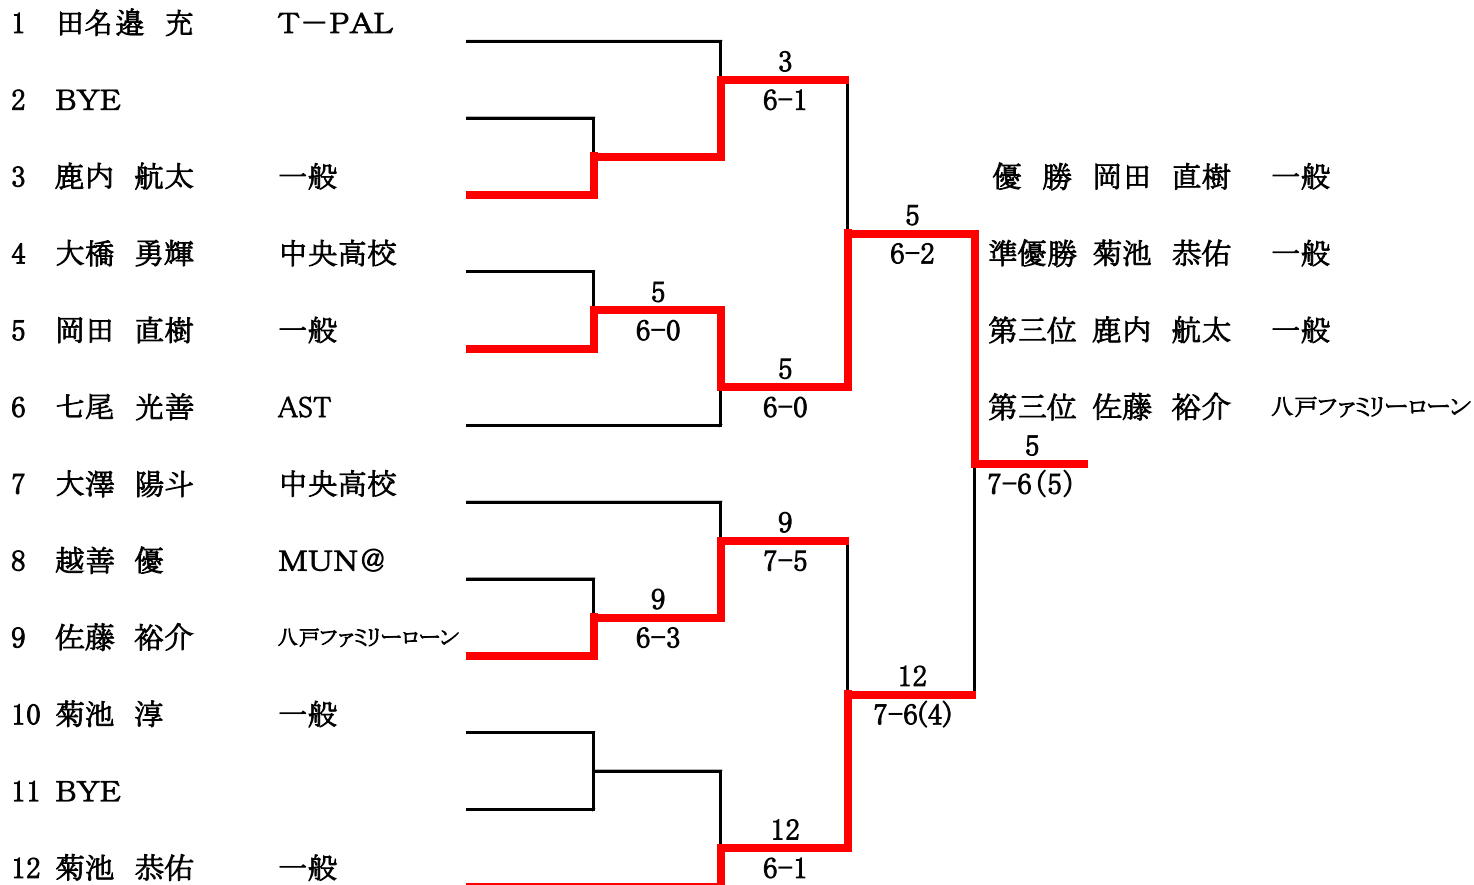 1 田名邉 充 T－PAL
3
2 BYE
6-1
3 鹿内 航太 一般
優 勝 岡田 直樹 一般
5
4 大橋 勇輝 中央高校
6-2
準優勝 菊池 恭佑 一般
5
5 岡田 直樹 一般
6-0
第三位 鹿内 航太 一般
5
6 七尾 光善 AST
6-0
第三位 佐藤 裕介 八戸ファミリーローン
5
7 大澤 陽斗 中央高校
7-6(5)
9
8 越善 優 MUN@
7-5
9
9 佐藤 裕介 八戸ファミリーローン
6-3
12
10 菊池 淳 一般
7-6(4)
11 BYE
12
12 菊池 恭佑 一般
6-1